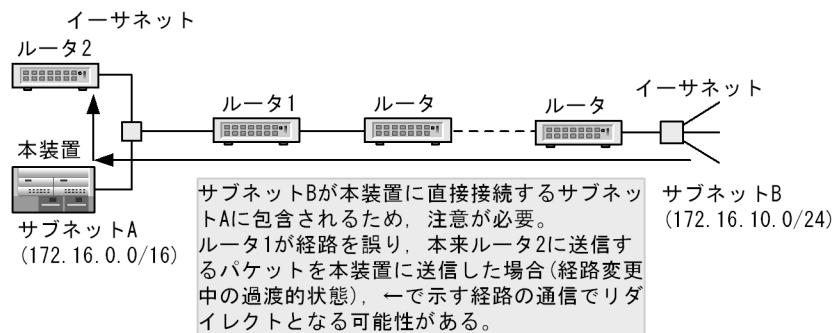 イーサネット
ルータ2
ルータ1
ルータ
ルータ
イーサネット
本装置
サブネットA
(172.16.0.0/16)
サブネットBが本装置に直接接続するサブネッ
トAに包含されるため，注意が必要。
ルータ1が経路を誤り，本来ルータ2に送信す
るパケットを本装置に送信した場合(経路変更
中の過渡的状態)，←で示す経路の通信でリダ
イレクトとなる可能性がある。
サブネットB
(172.16.10.0/24)